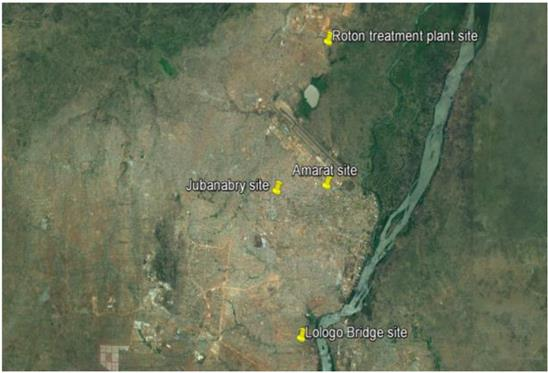 Roton treatment plant site
Amarat site
Jubanabry site
Lologo Bridge site